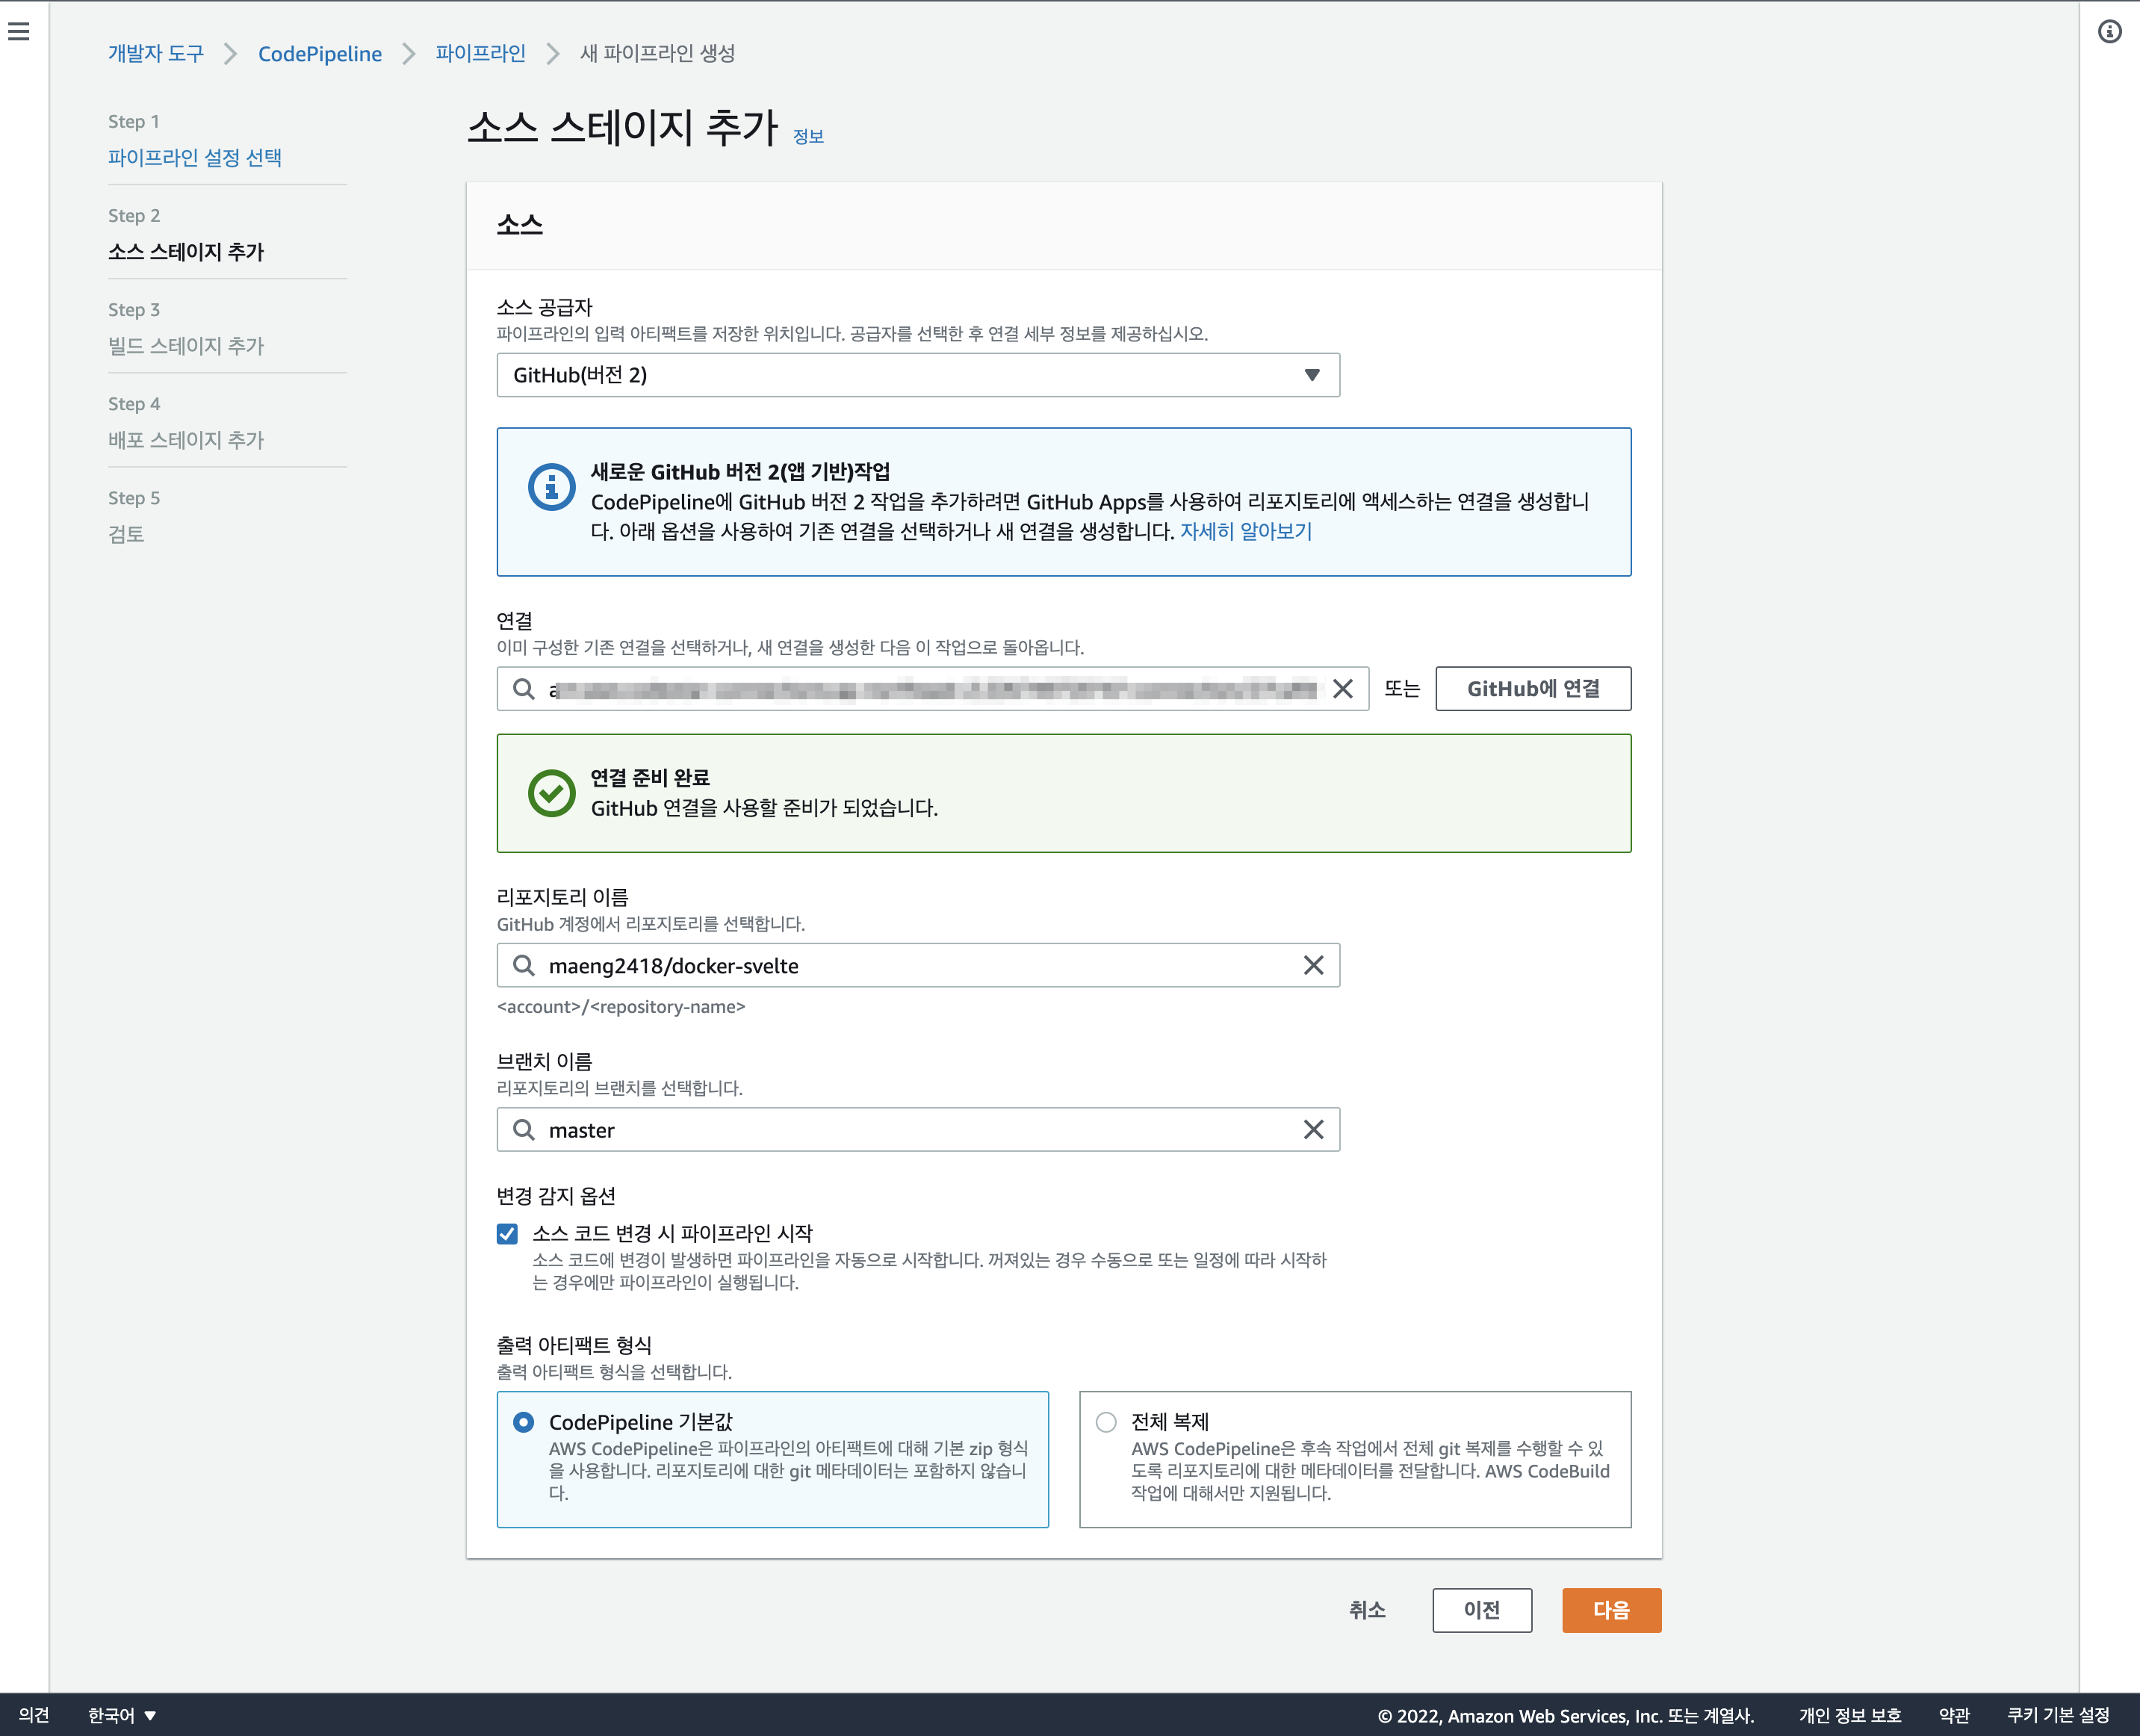 개발자 도구 > CodePipeline > 파이프라인 > 새 파이프라인 생성
Step 1
파이프라인 설정 선택
Step 2
소스 스테이지 추가
Step 3
빌드 스테이지 추가
Step 4
배포 스테이지 추가
Step 5
검토
소스 스테이지 추가 정보
소스
소스 공급자
파이프라인의 입력 아티팩트를 저장한 위치입니다. 공급자를 선택한 후 연결 세부 정보를 제공하십시오.
GitHub(버전 2)
새로운 GitHub 버전 2(앱 기반)작업
CodePipeline에 GitHub 버전 2 작업을 추가하려면 GitHub Apps를 사용하여 리포지토리에 액세스하는 연결을 생성합니
다. 아래 옵션을 사용하여 기존 연결을 선택하거나 새 연결을 생성합니다. 자세히 알아보기
연결
이미 구성한 기존 연결을 선택하거나, 새 연결을 생성한 다음 이 작업으로 돌아옵니다.
또는 GitHub에 연결
연결 준비 완료
GitHub 연결을 사용할 준비가 되었습니다.
리포지토리 이름
GitHub 계정에서 리포지토리를 선택합니다.
maeng2418/docker-svelte
<account>/<repository-name>
브랜치 이름
리포지토리의 브랜치를 선택합니다.
master
변경 감지 옵션
소스 코드 변경 시 파이프라인 시작
소스 코드에 변경이 발생하면 파이프라인을 자동으로 시작합니다. 꺼져있는 경우 수동으로 또는 일정에 따라 시작하
는 경우에만 파이프라인이 실행됩니다.
출력 아티팩트 형식
출력 아티팩트 형식을 선택합니다.
CodePipeline 기본값
AWS CodePipeline은 파이프라인의 아티팩트에 대해 기본 zip 형식
을 사용합니다. 리포지토리에 대한 git 메타데이터는 포함하지 않습니
다.
전체 복제
AWS CodePipeline은 후속 작업에서 전체 git 복제를 수행할 수 있
도록 리포지토리에 대한 메타데이터를 전달합니다. AWS CodeBuild
작업에 대해서만 지원됩니다.
취소 이전 다음
의견 한국어 © 2022, Amazon Web Services, Inc. 또는 계열사. 개인 정보 보호 약관 쿠키 기본 설정